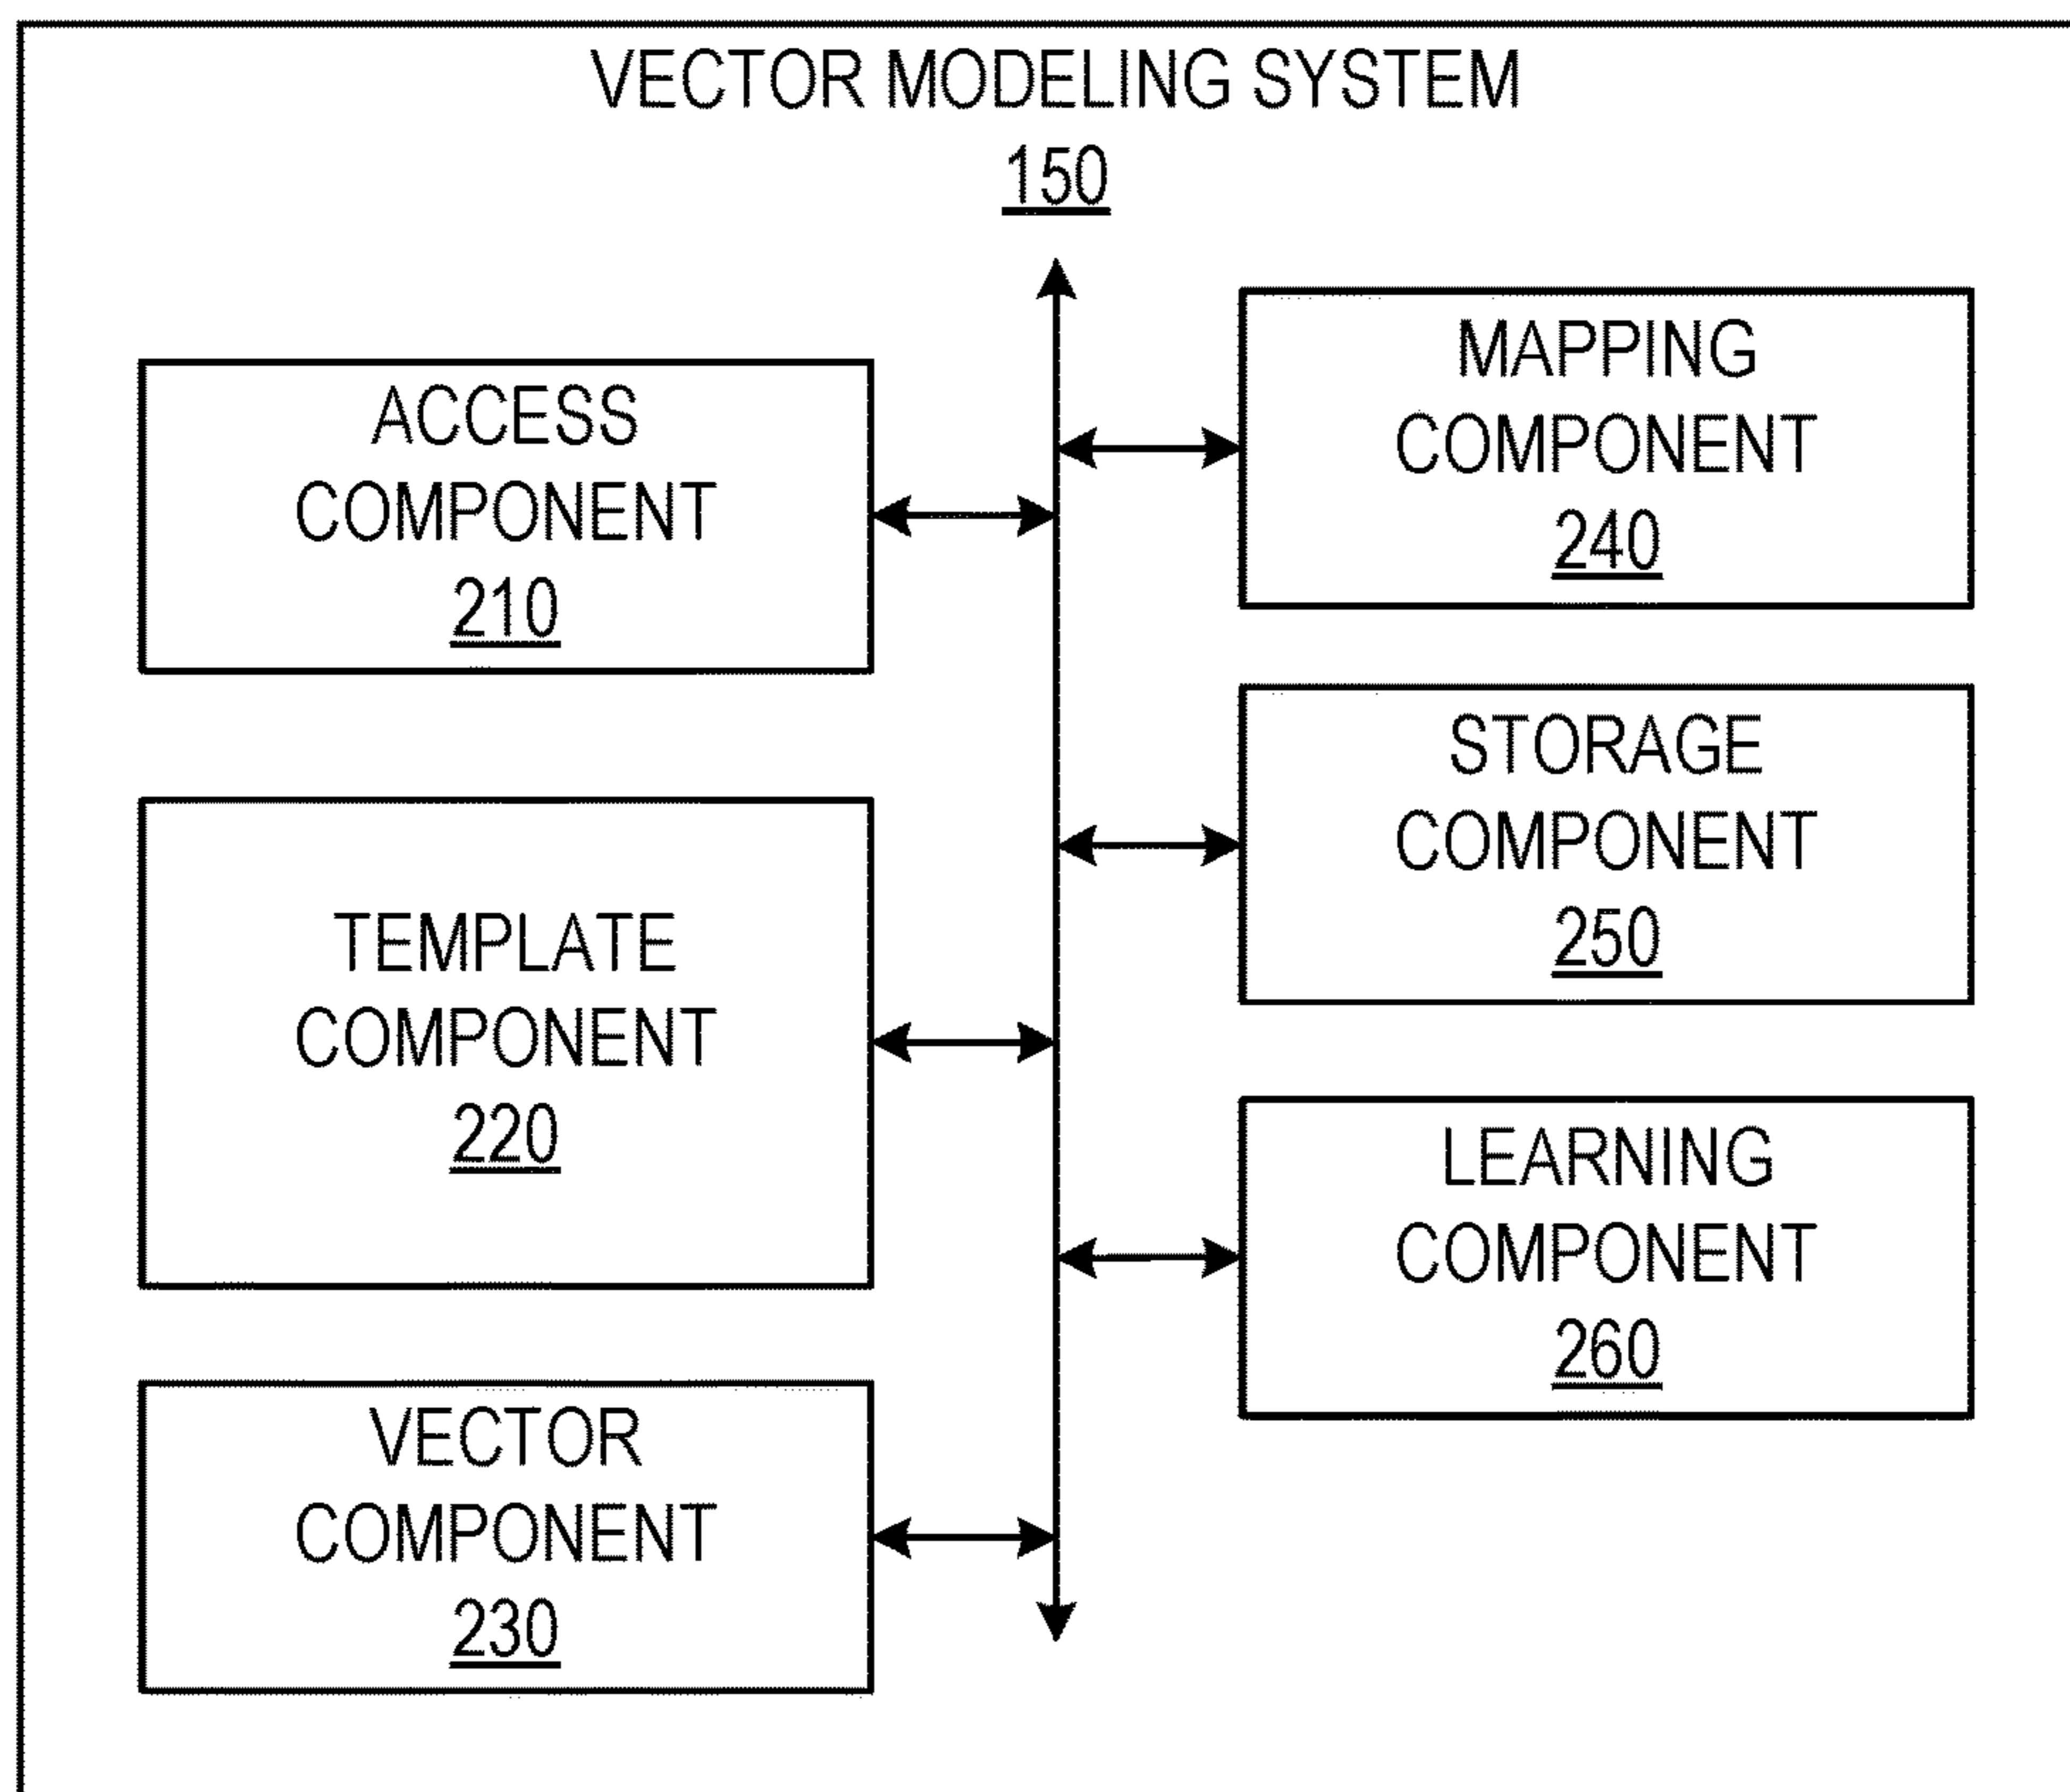 VECTOR MODELING SYSTEM
150
ACCESS
COMPONENT
210
TEMPLATE
COMPONENT
220
VECTOR
COMPONENT
230
MAPPING
COMPONENT
240
STORAGE
COMPONENT
250
LEARNING
COMPONENT
260